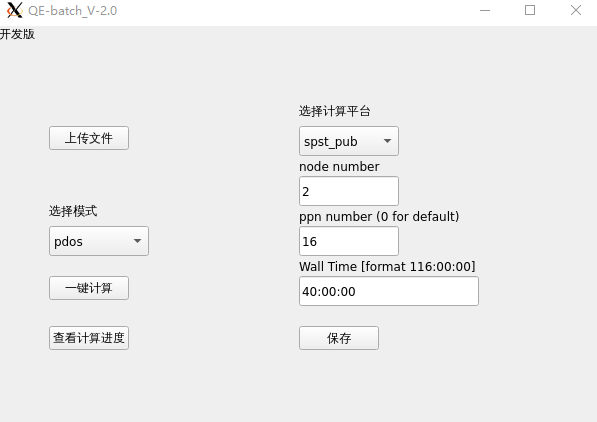 QE-batch_V-2.0
开发版
选择计算平台
上传文件
spst_pub
node number
2
选择模式
ppn number (0 for default)
pdos
16
Wall Time [format 116:00:00]
一键计算
40:00:00
查看计算进度
保存